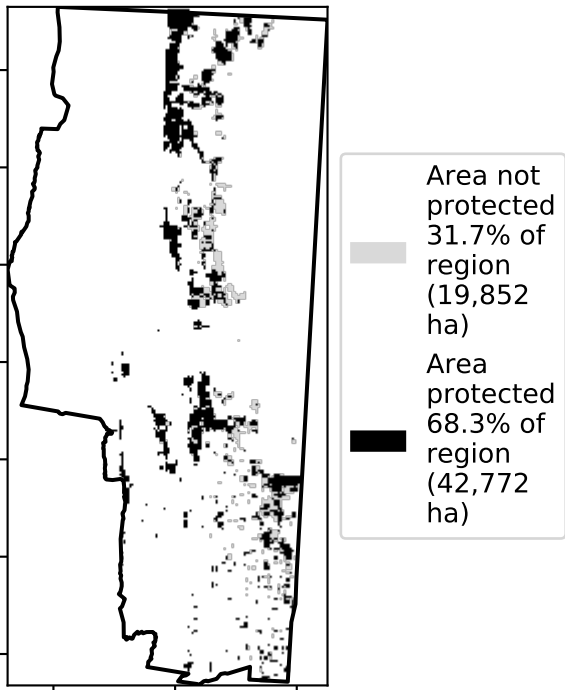 Area not
protected
31.7% of
region
(19,852
ha)
Area
protected
68.3% of
region
(42,772
ha)